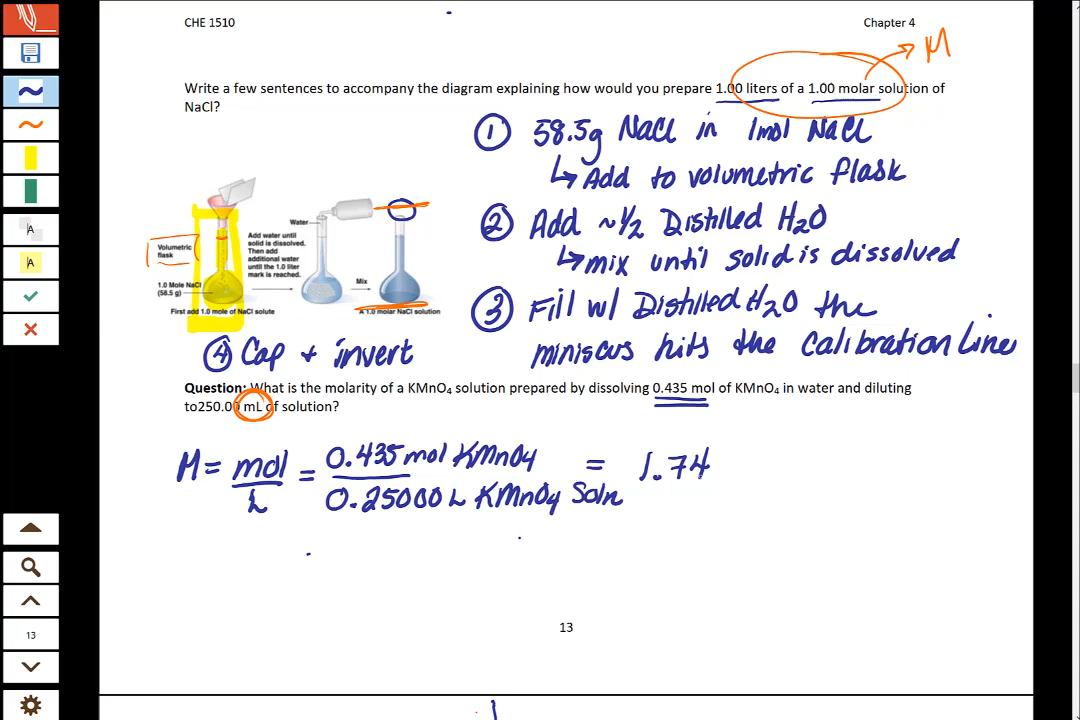 CHE 1510
Chapter 4
M
Write a few sentences to accompany the diagram explaining how would you prepare 1.00 liters of a 1.00 molar solution of
NaCl?
① 58.5g NaCl in 1mol NaCl
↳ Add to volumetric flask
② Add ~1/2 Distilled H2O
↳ mix until solid is dissolved
③ Fill w/ Distilled H2O the
miniscus hits the calibration Line
Volumetric
flask
1.0 Mole NaCl
(58.5 g)
First add 1.0 mole of NaCl solute
Add water until
solid is dissolved.
Then add
additional water
until the 1.0 liter
mark is reached.
Water
Mix
A 1.0 molar NaCl solution
④ Cap + invert
Question: What is the molarity of a KMnO₄ solution prepared by dissolving 0.435 mol of KMnO₄ in water and diluting
to250.00 mL of solution?
M = mol/L = 0.435 mol KMnO4 / 0.25000 L KMnO4 Soln = 1.74
13
A
A
13